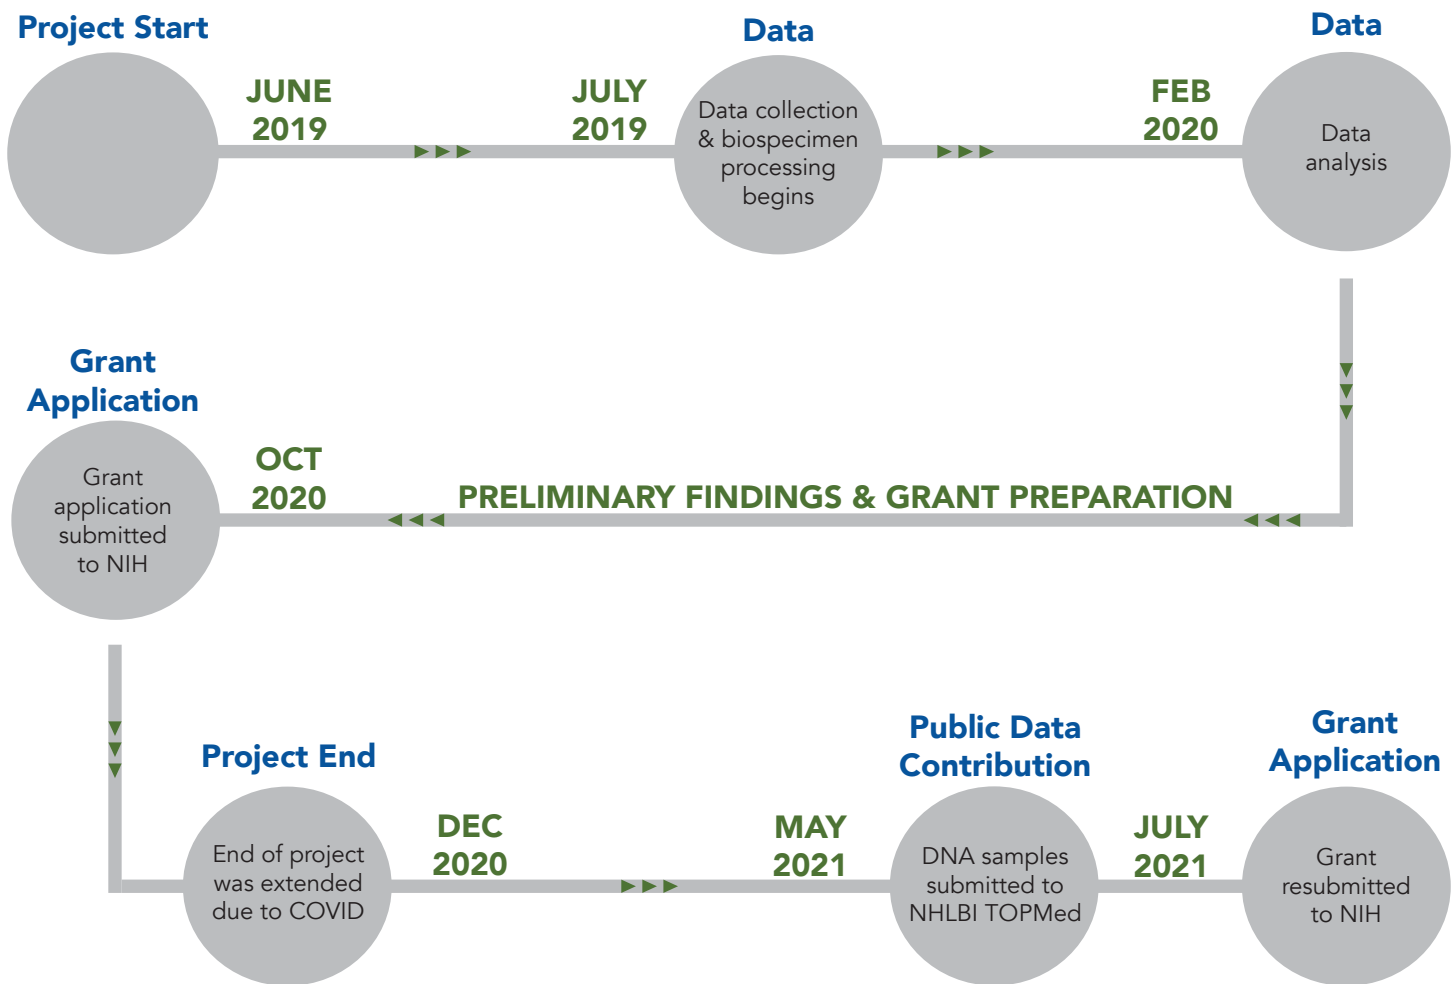 Project Start
JUNE
2019
JULY
2019
Data
Data collection
& biospecimen
processing
begins
FEB
2020
Data
Data
analysis
PRELIMINARY FINDINGS & GRANT PREPARATION
OCT
2020
Grant
Application
Grant
application
submitted
to NIH
Project End
End of project
was extended
due to COVID
DEC
2020
MAY
2021
Public Data
Contribution
DNA samples
submitted to
NHLBI TOPMed
JULY
2021
Grant
Application
Grant
resubmitted
to NIH